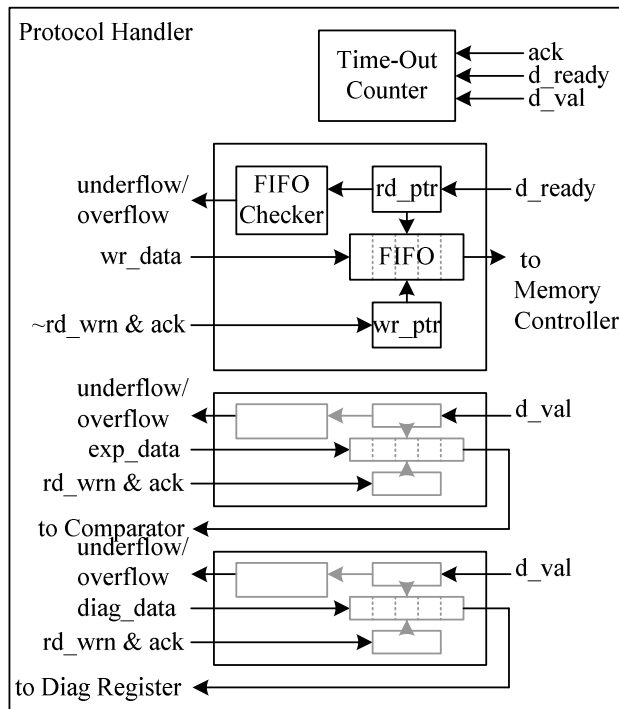 Protocol Handler
Time-Out
Counter
ack
d_ready
d_val
underflow/
overflow
FIFO
Checker
rd_ptr
d_ready
wr_data
FIFO
to
Memory
Controller
~rd_wrn & ack
wr_ptr
underflow/
overflow
d_val
exp_data
rd_wrn & ack
to Comparator
underflow/
overflow
d_val
diag_data
rd_wrn & ack
to Diag Register